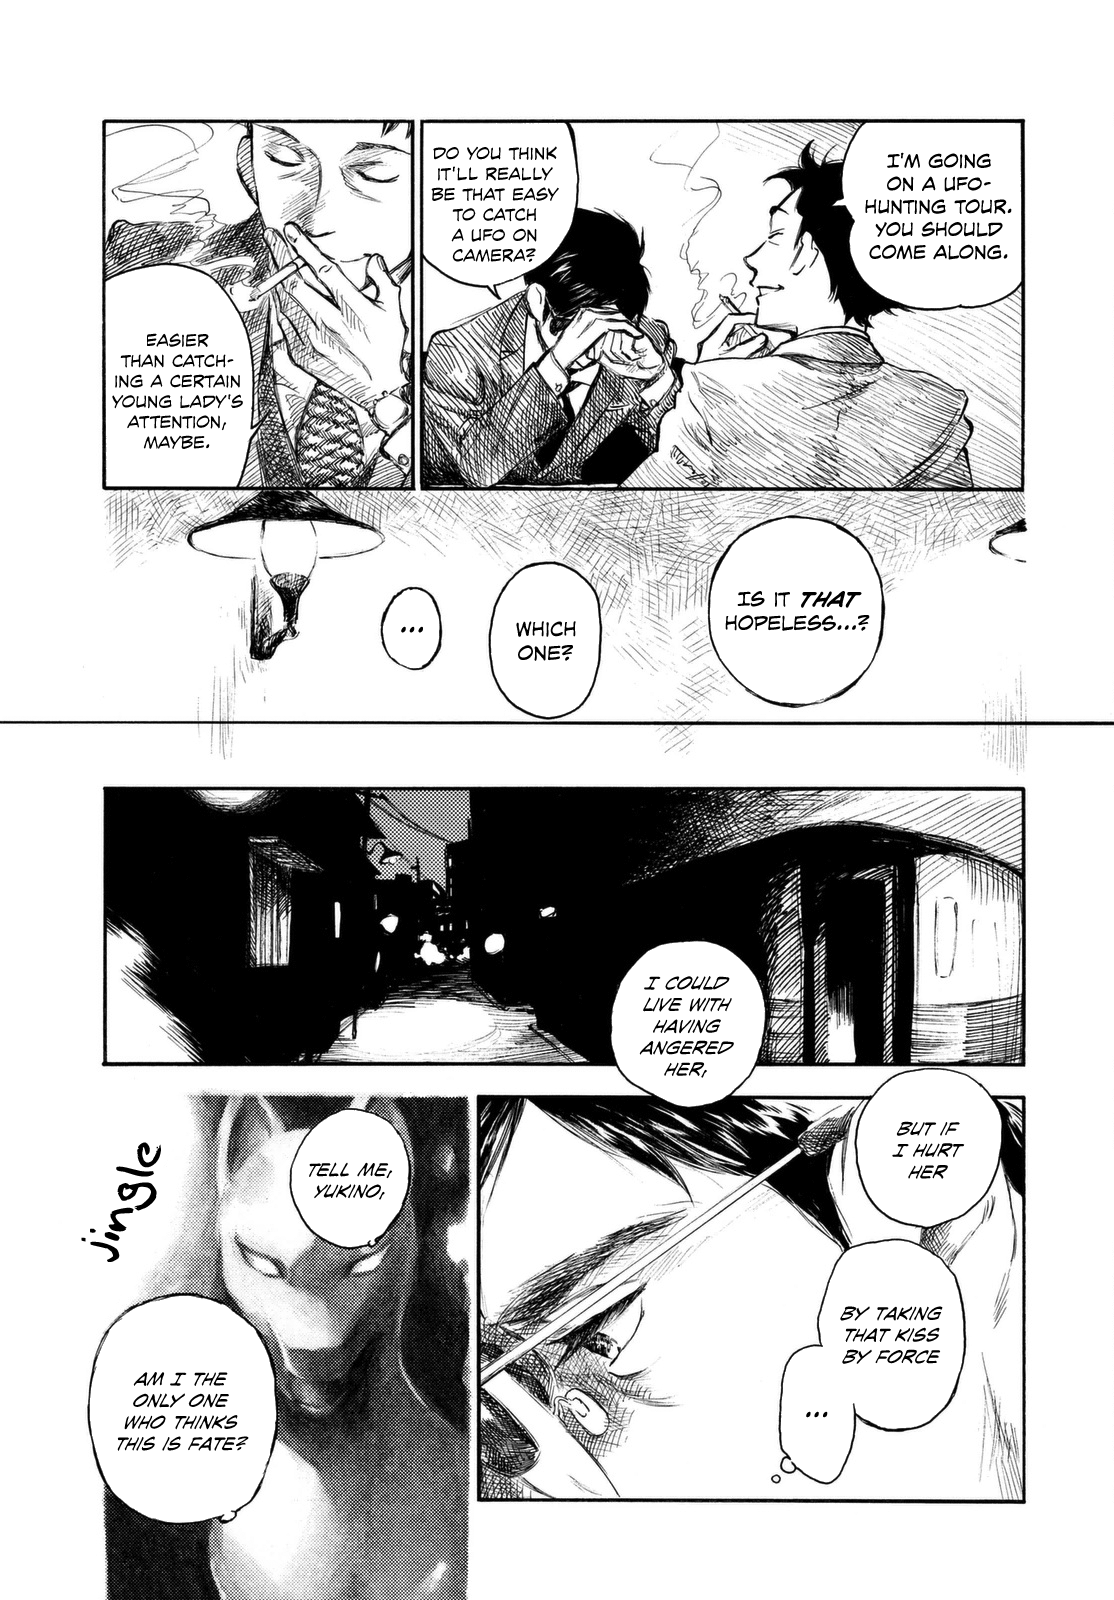 I'M GOING
ON A UFO-
HUNTING TOUR.
YOU SHOULD
COME ALONG.
DO YOU THINK
IT'LL REALLY
BE THAT EASY
TO CATCH
A UFO ON
CAMERA?
EASIER
THAN CATCH-
ING A CERTAIN
YOUNG LADY'S
ATTENTION,
MAYBE.
IS IT THAT
HOPELESS...?
WHICH
ONE?
...
I COULD
LIVE WITH
HAVING
ANGERED
HER,
BUT IF
I HURT
HER
BY TAKING
THAT KISS
BY FORCE
...
TELL ME,
YUKINO,
jingle
AM I THE
ONLY ONE
WHO THINKS
THIS IS FATE?